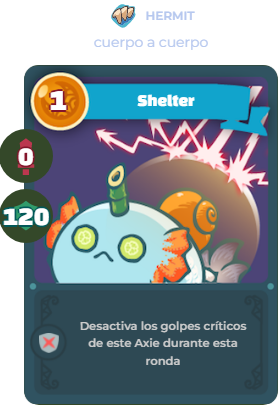 HERMIT
cuerpo a cuerpo
1
Shelter
0
120
Desactiva los golpes críticos
de este Axie durante esta
ronda